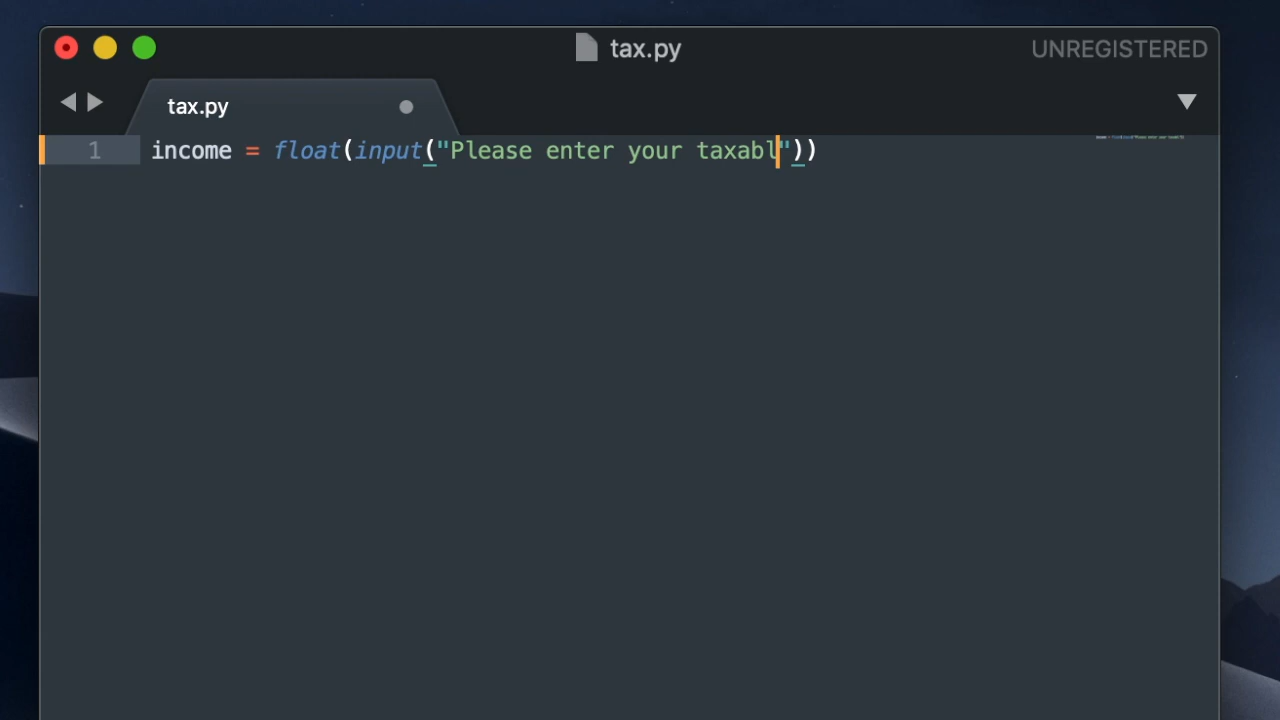 tax.py
UNREGISTERED
tax.py
1 income = float(input("Please enter your taxabl"))